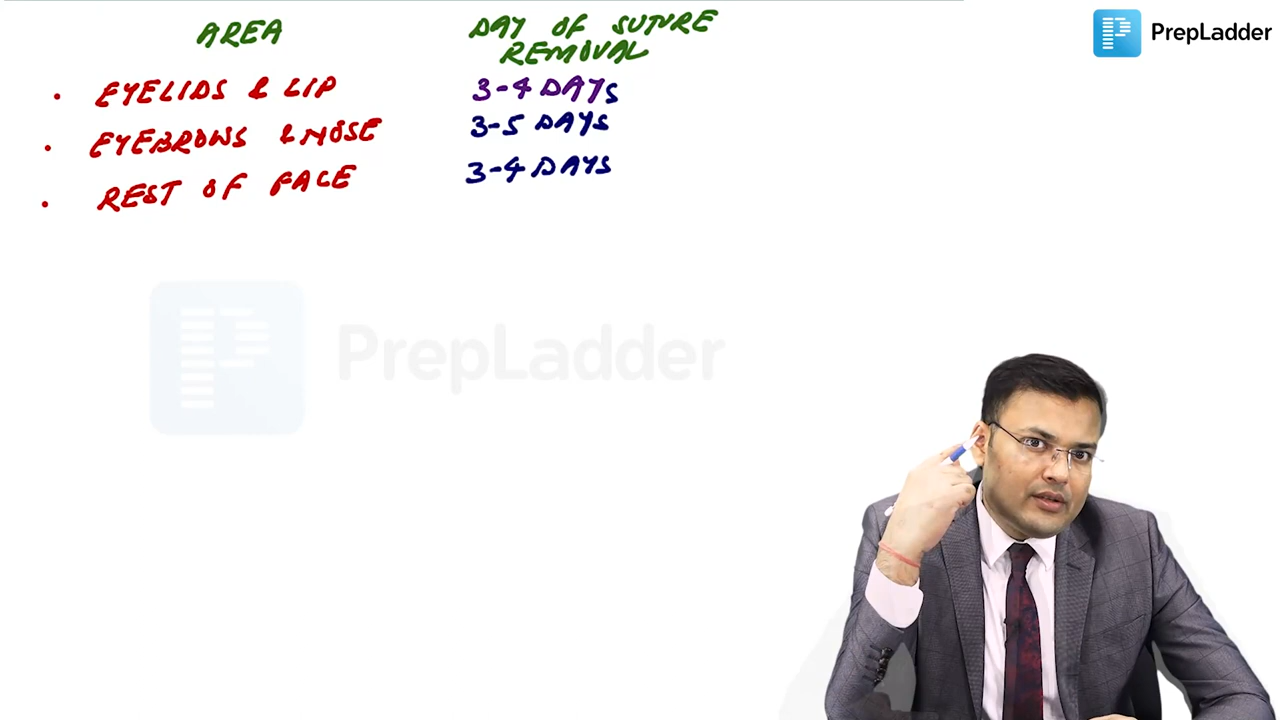 PrepLadder
AREA DAY OF SUTURE REMOVAL
• EYELIDS & LIP 3-4 DAYS
• EYEBROWS & NOSE 3-5 DAYS
• REST OF FACE 3-4 DAYS
PrepLadder